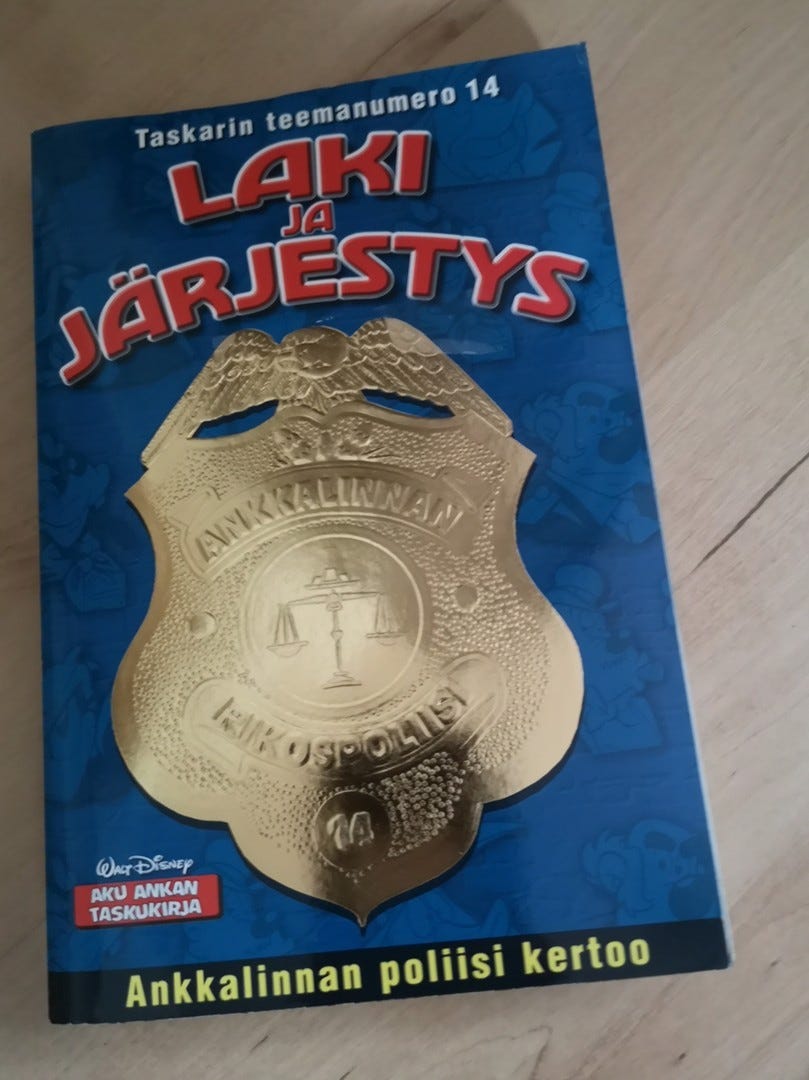 Taskarin teemanumero 14
LAKI
JA
JÄRJESTYS
ANKKALINNAN
RIKOSPOLIISI
14
WALT DISNEY
AKU ANKAN
TASKUKIRJA
Ankkalinnan poliisi kertoo